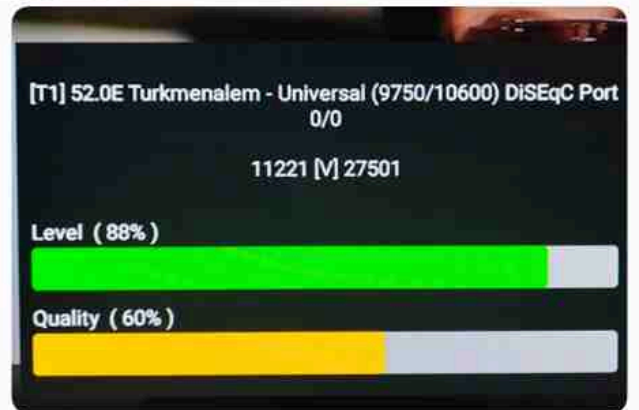 [T1] 52.0E Turkmenalem - Universal (9750/10600) DiSEqC Port
0/0
11221 [V] 27501
Level ( 88% )
Quality ( 60% )